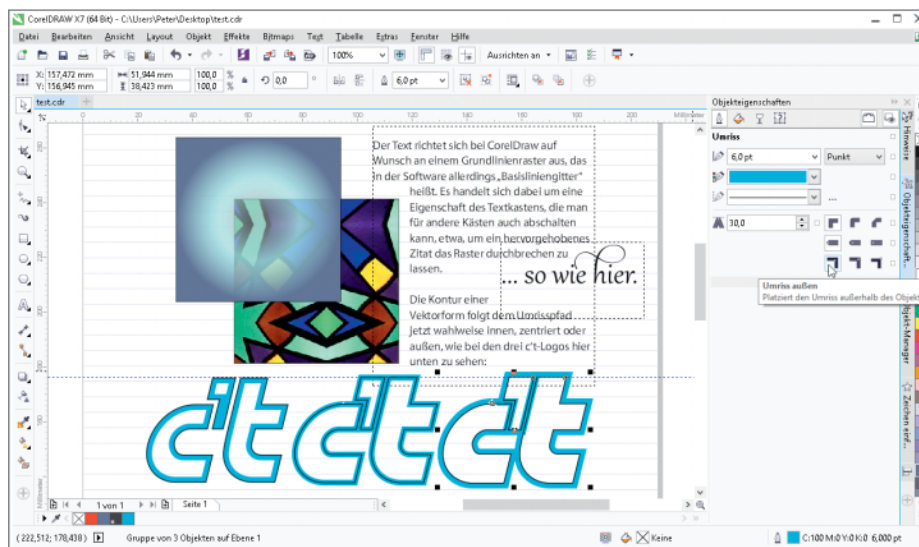 CorelDRAW X7 (64 Bit) - C:\Users\Peter\Desktop\test.cdr
Datei Bearbeiten Ansicht Layout Objekt Effekte Bitmaps Text Tabelle Extras Fenster Hilfe
100% Ausrichten an
X: 157,472 mm 51,944 mm 100,0 % 0,0 ° 6,0 pt
Y: 156,945 mm 38,423 mm 100,0 %
test.cdr
Objekteigenschaften
Millimeter
Umriss
6,0 pt Punkt
30,0
Umriss außen
Platziert den Umriss außerhalb des Objekt
Hinweise
Objekteigenschaft...
Objekt-Manager
Zeichen einf...
Der Text richtet sich bei CorelDraw auf
Wunsch an einem Grundlinienraster aus, das
in der Software allerdings „Basisliniengitter"
heißt. Es handelt sich dabei um eine
Eigenschaft des Textkastens, die man
für andere Kästen auch abschalten
kann, etwa, um ein hervorgehobenes
Zitat das Raster durchbrechen zu
lassen.
... so wie hier.
Die Kontur einer
Vektorform folgt dem Umrisspfad
jetzt wahlweise innen, zentriert oder
außen, wie bei den drei c't-Logos hier
unten zu sehen:
c't c't c't
Millimeter
1 von 1 Seite 1
(222,512; 178,438) Gruppe von 3 Objekten auf Ebene 1 Keine C:100 M:0 Y:0 K:0 6,000 pt